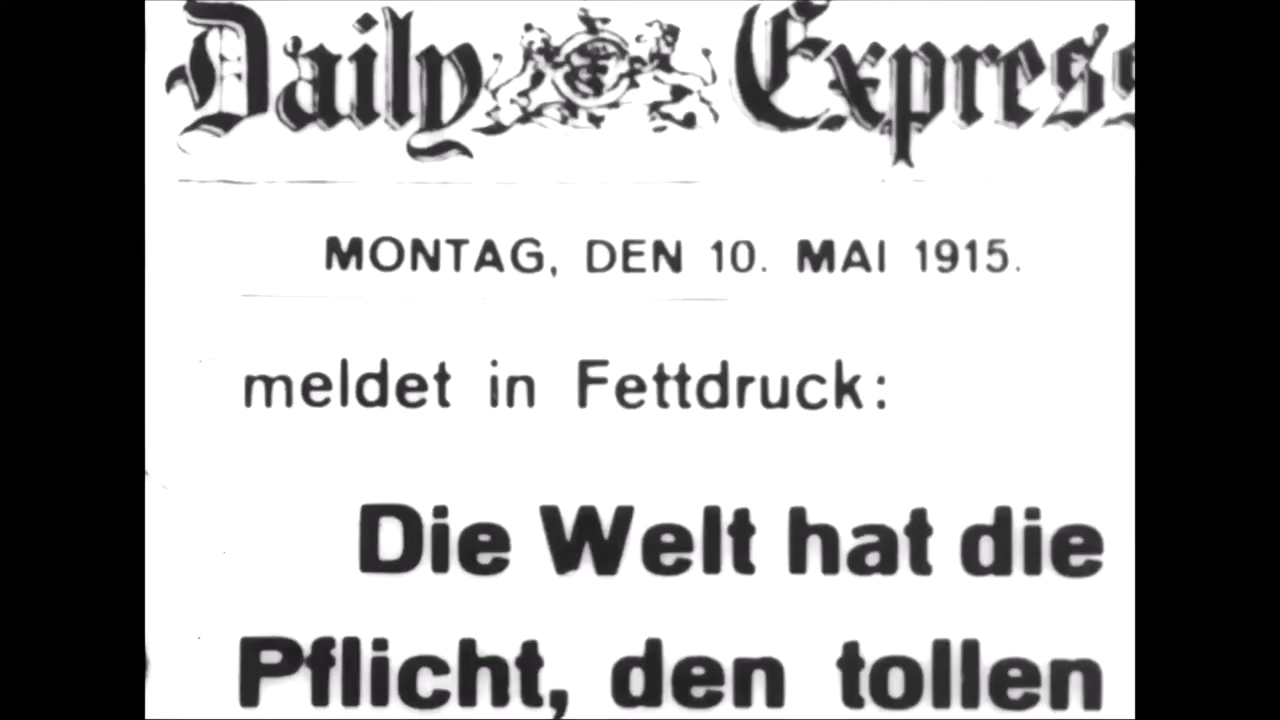 Daily Express
MONTAG, DEN 10. MAI 1915.
meldet in Fettdruck:
Die Welt hat die
Pflicht, den tollen